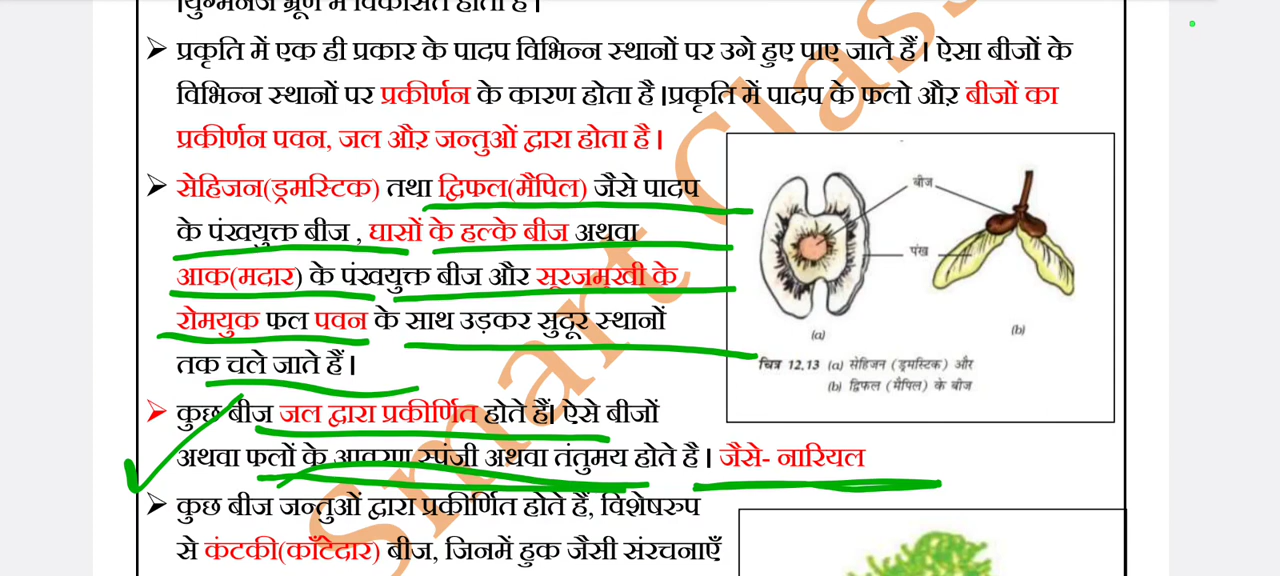 ।युग्मनज भ्रूण में विकसित होता है।
➢ प्रकृति में एक ही प्रकार के पादप विभिन्न स्थानों पर उगे हुए पाए जाते हैं। ऐसा बीजों के
विभिन्न स्थानों पर प्रकीर्णन के कारण होता है।प्रकृति में पादप के फलो और बीजों का
प्रकीर्णन पवन, जल और जन्तुओं द्वारा होता है।
➢ सेहिजन(ड्रमस्टिक) तथा द्विफल(मैपिल) जैसे पादप
के पंखयुक्त बीज , घासों के हल्के बीज अथवा
आक(मदार) के पंखयुक्त बीज और सूरजमुखी के
रोमयुक फल पवन के साथ उड़कर सुदूर स्थानों
तक चले जाते हैं।
बीज
पंख
(a)
(b)
चित्र 12.13 (a) सेहिजन (ड्रमस्टिक) और
(b) द्विफल (मैपिल) के बीज
➢ कुछ बीज जल द्वारा प्रकीर्णित होते हैं। ऐसे बीजों
अथवा फलों के आवरण स्पंजी अथवा तंतुमय होते है। जैसे- नारियल
➢ कुछ बीज जन्तुओं द्वारा प्रकीर्णित होते हैं, विशेषरुप
से कंटकी(काँटेदार) बीज, जिनमें हुक जैसी संरचनाएँ
Smart Class